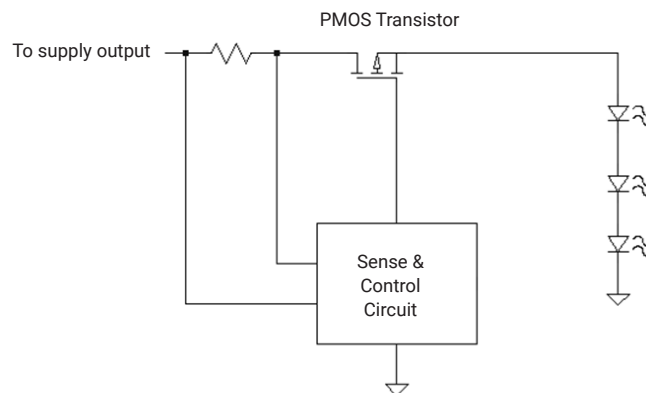 PMOS Transistor
To supply output
Sense &
Control
Circuit